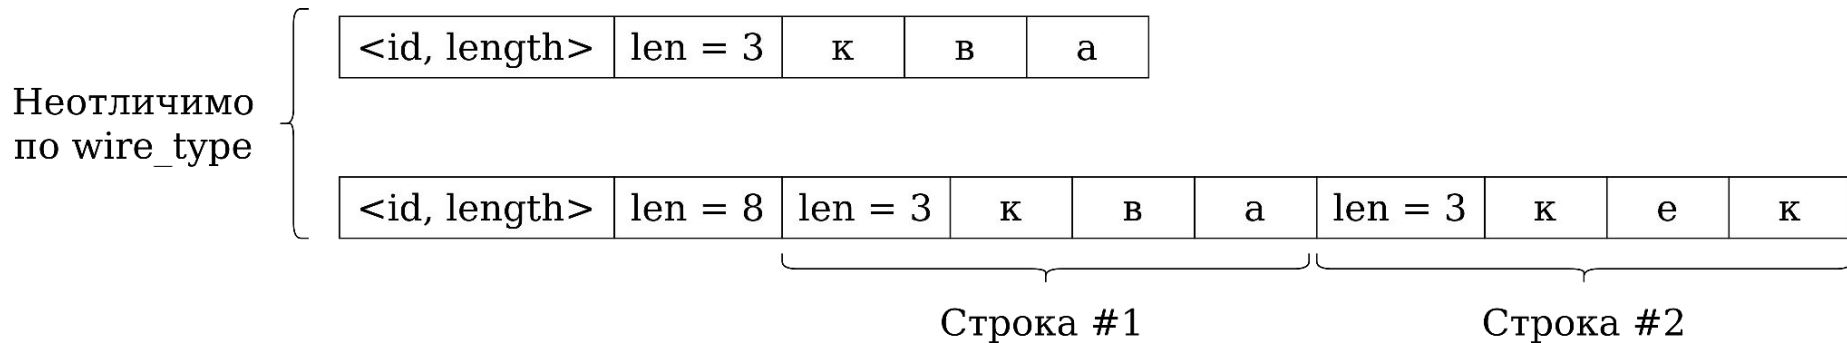 <id, length> len = 3 к в а
Неотличимо
по wire_type
<id, length> len = 8 len = 3 к в а len = 3 к е к
Строка #1 Строка #2